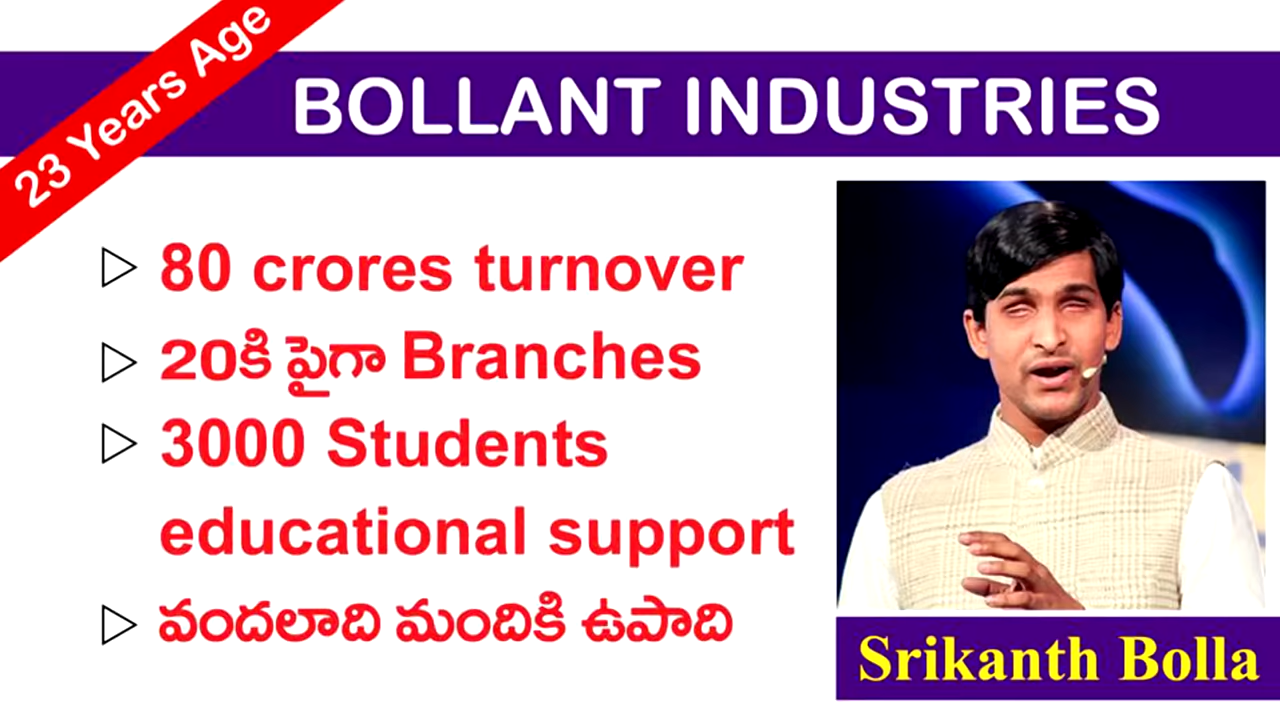 23 Years Age
BOLLANT INDUSTRIES
80 crores turnover
20కి పైగా Branches
3000 Students
educational support
వందలాది మందికి ఉపాది
Srikanth Bolla